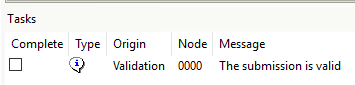 Tasks
Complete Type Origin Node Message
Validation 0000 The submission is valid